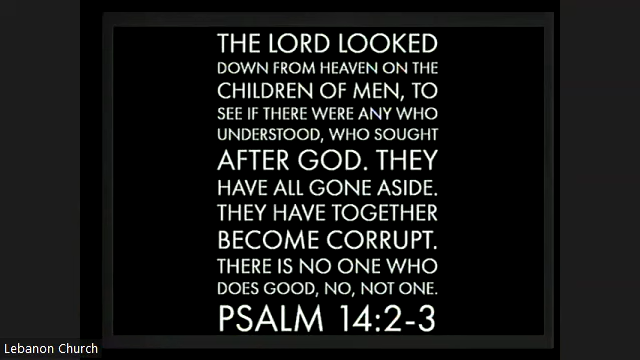 THE LORD LOOKED
DOWN FROM HEAVEN ON THE
CHILDREN OF MEN, TO
SEE IF THERE WERE ANY WHO
UNDERSTOOD, WHO SOUGHT
AFTER GOD. THEY
HAVE ALL GONE ASIDE.
THEY HAVE TOGETHER
BECOME CORRUPT.
THERE IS NO ONE WHO
DOES GOOD, NO, NOT ONE.
PSALM 14:2-3
Lebanon Church